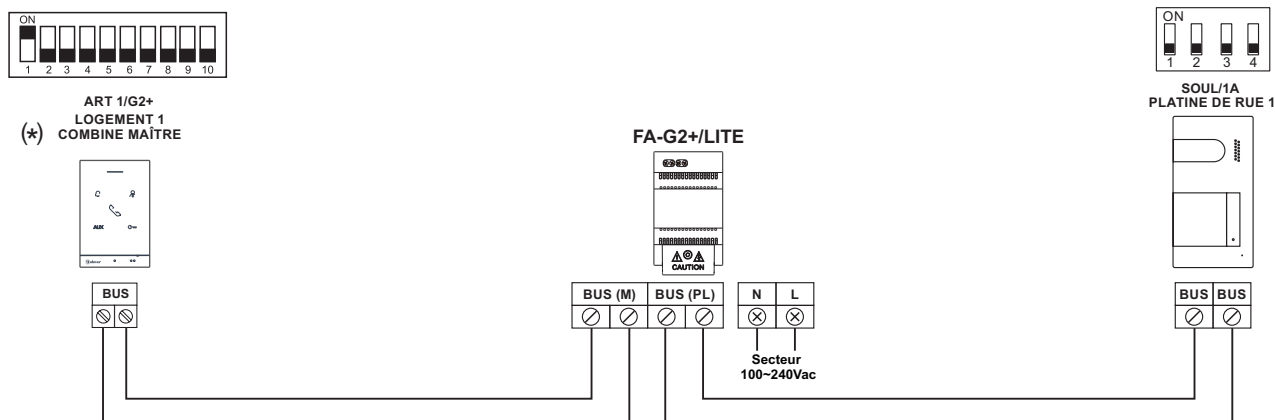 ON
1 2 3 4 5 6 7 8 9 10
ART 1/G2+
LOGEMENT 1
(*) COMBINE MAÎTRE
AUX
BUS
FA-G2+/LITE
CAUTION
BUS (M) BUS (PL) N L
Secteur
100~240Vac
ON
1 2 3 4
SOUL/1A
PLATINE DE RUE 1
BUS BUS